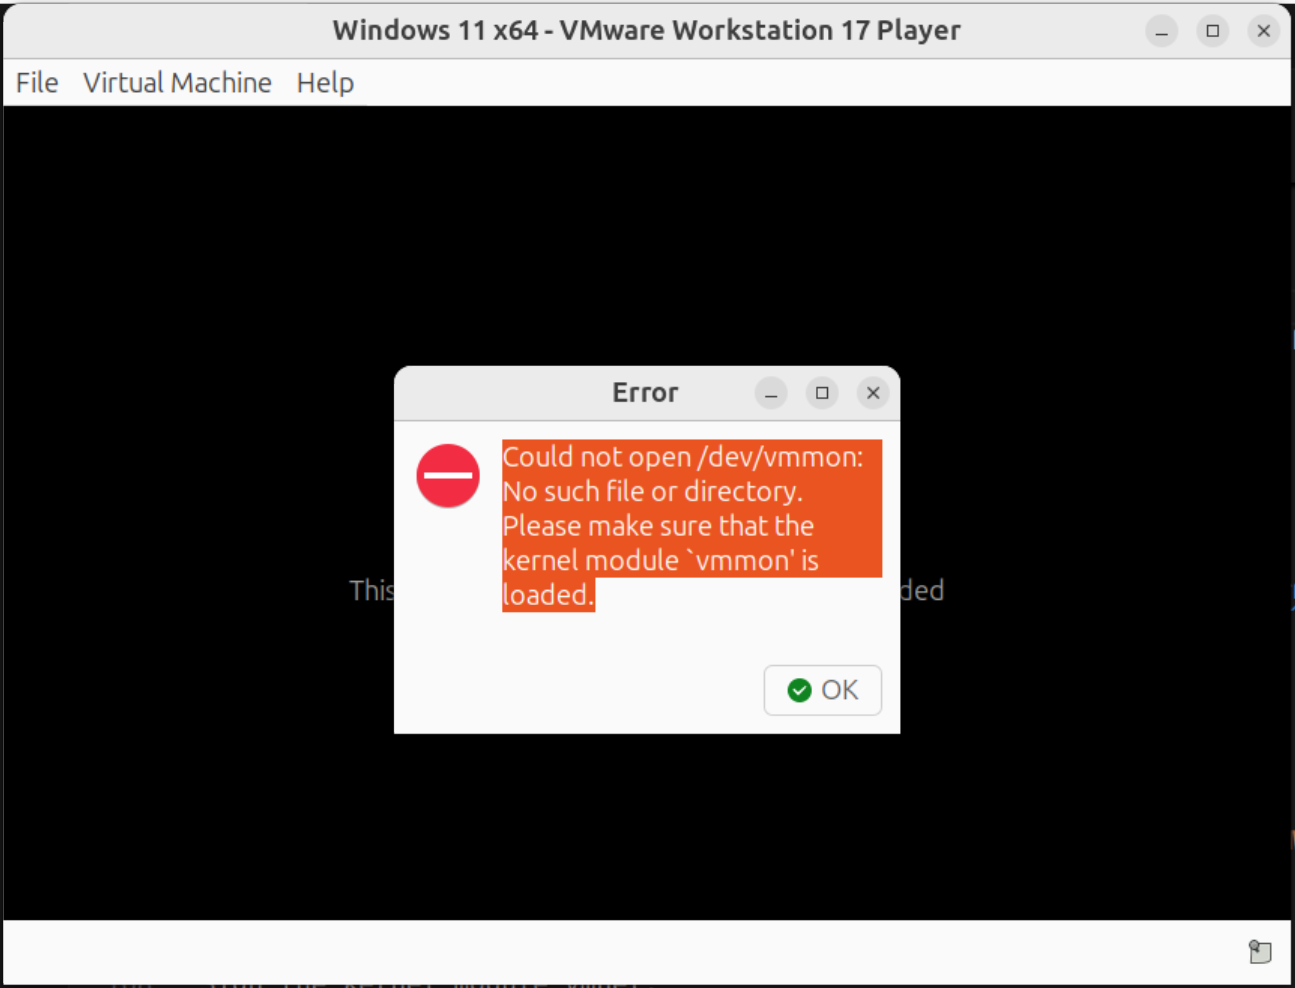 Windows 11 x64 - VMware Workstation 17 Player
File Virtual Machine Help
Error
Could not open /dev/vmmon:
No such file or directory.
Please make sure that the
kernel module `vmmon' is
loaded.
This
ded
OK